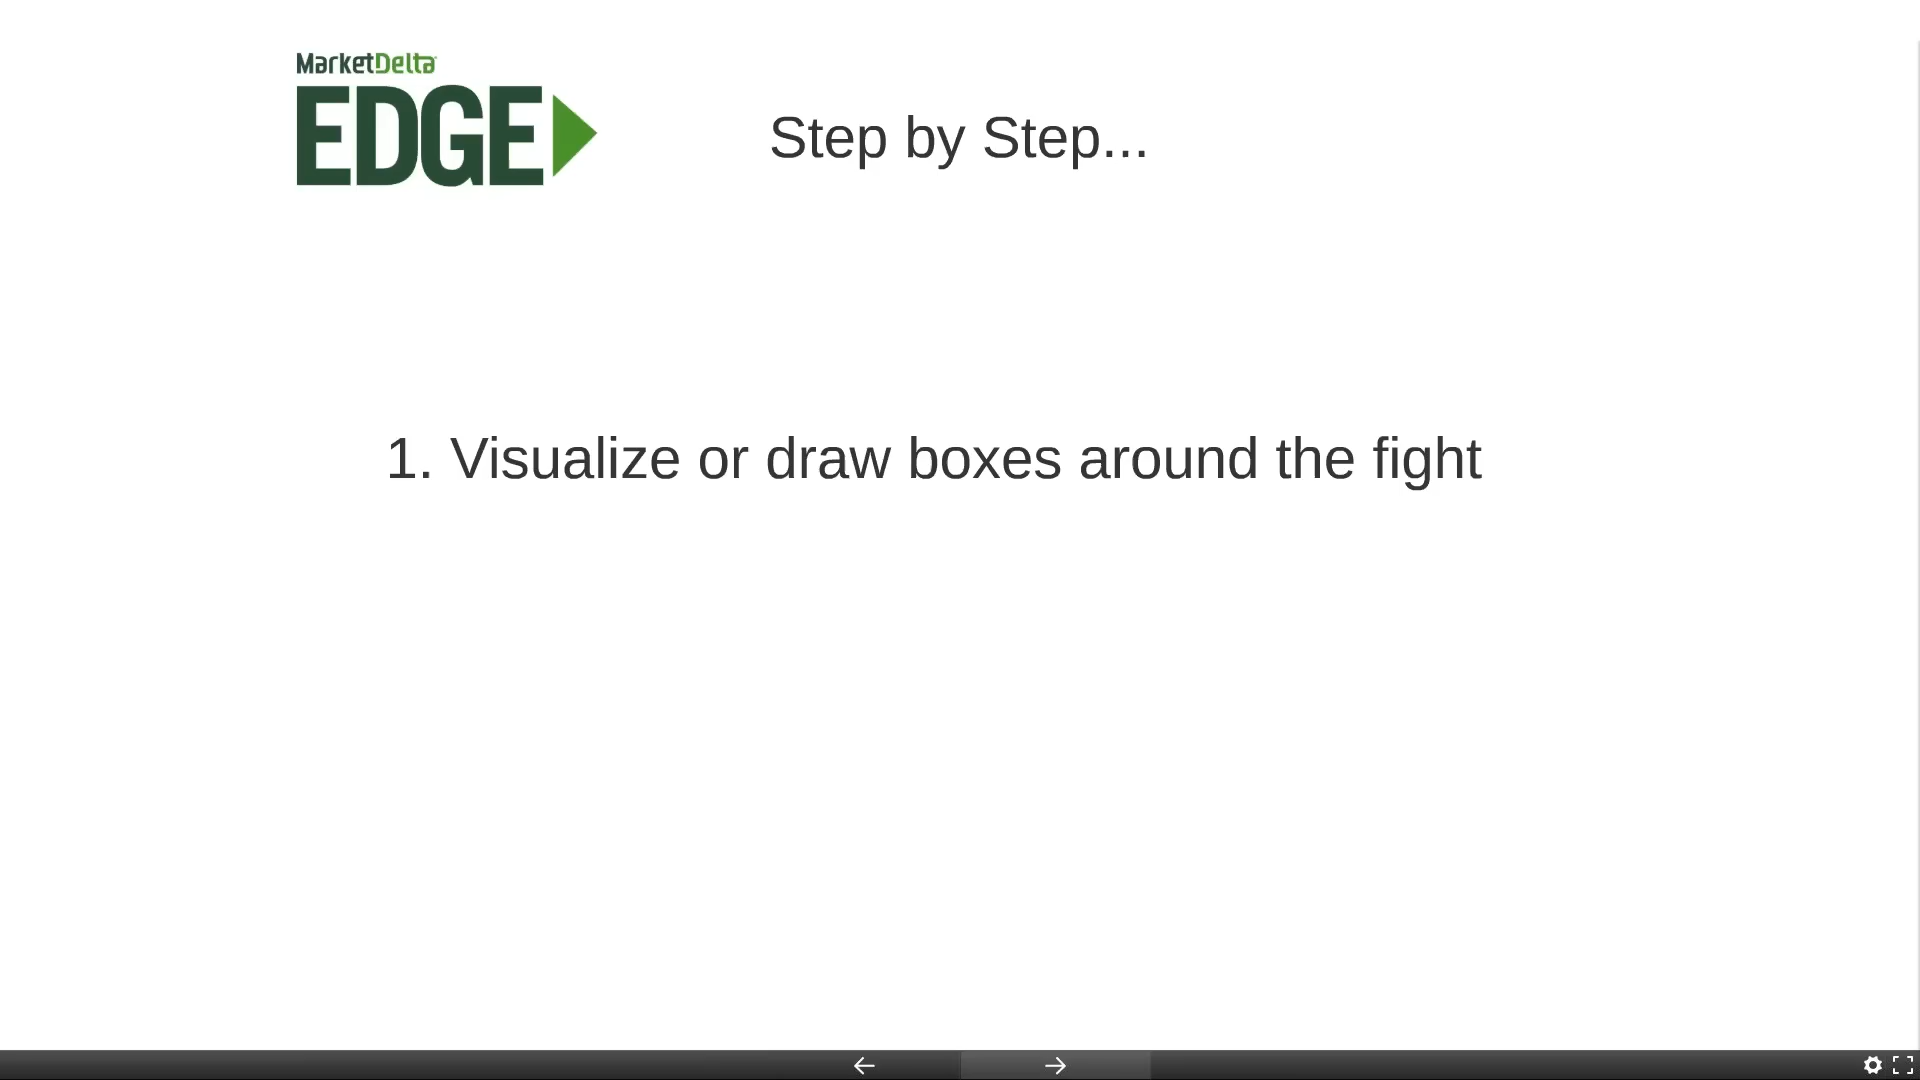 MarketDelta
EDGE
Step by Step...
1. Visualize or draw boxes around the fight